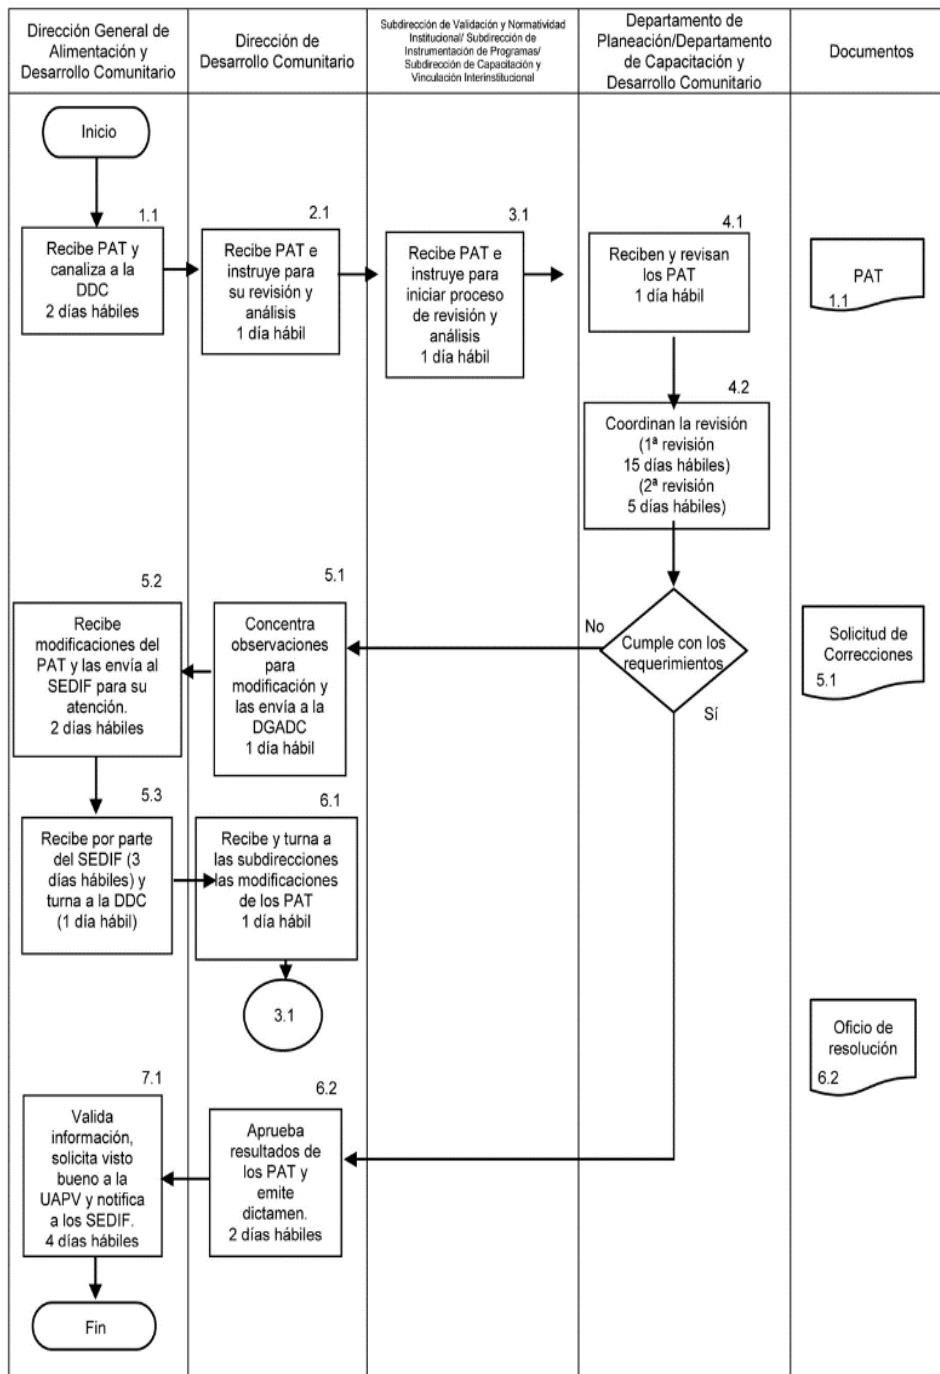 Dirección General de
Alimentación y
Desarrollo Comunitario
Dirección de
Desarrollo Comunitario
Subdirección de Validación y Normatividad
Institucional/ Subdirección de
Instrumentación de Programas/
Subdirección de Capacitación y
Vinculación Interinstitucional
Departamento de
Planeación/Departamento
de Capacitación y
Desarrollo Comunitario
Documentos
Inicio
1.1
Recibe PAT y
canaliza a la
DDC
2 días hábiles
2.1
Recibe PAT e
instruye para
su revisión y
análisis
1 día hábil
3.1
Recibe PAT e
instruye para
iniciar proceso
de revisión y
análisis
1 día hábil
4.1
Reciben y revisan
los PAT
1 día hábil
PAT
1.1
4.2
Coordinan la revisión
(1ª revisión
15 días hábiles)
(2ª revisión
5 días hábiles)
Cumple con los
requerimientos
No
Sí
5.1
Concentra
observaciones
para
modificación y
las envía a la
DGADC
1 día hábil
Solicitud de
Correcciones
5.1
5.2
Recibe
modificaciones del
PAT y las envía al
SEDIF para su
atención.
2 días hábiles
5.3
Recibe por parte
del SEDIF (3
días hábiles) y
turna a la DDC
(1 día hábil)
6.1
Recibe y turna a
las subdirecciones
las modificaciones
de los PAT
1 día hábil
3.1
Oficio de
resolución
6.2
6.2
Aprueba
resultados de
los PAT y
emite
dictamen.
2 días hábiles
7.1
Valida
información,
solicita visto
bueno a la
UAPV y notifica
a los SEDIF.
4 días hábiles
Fin